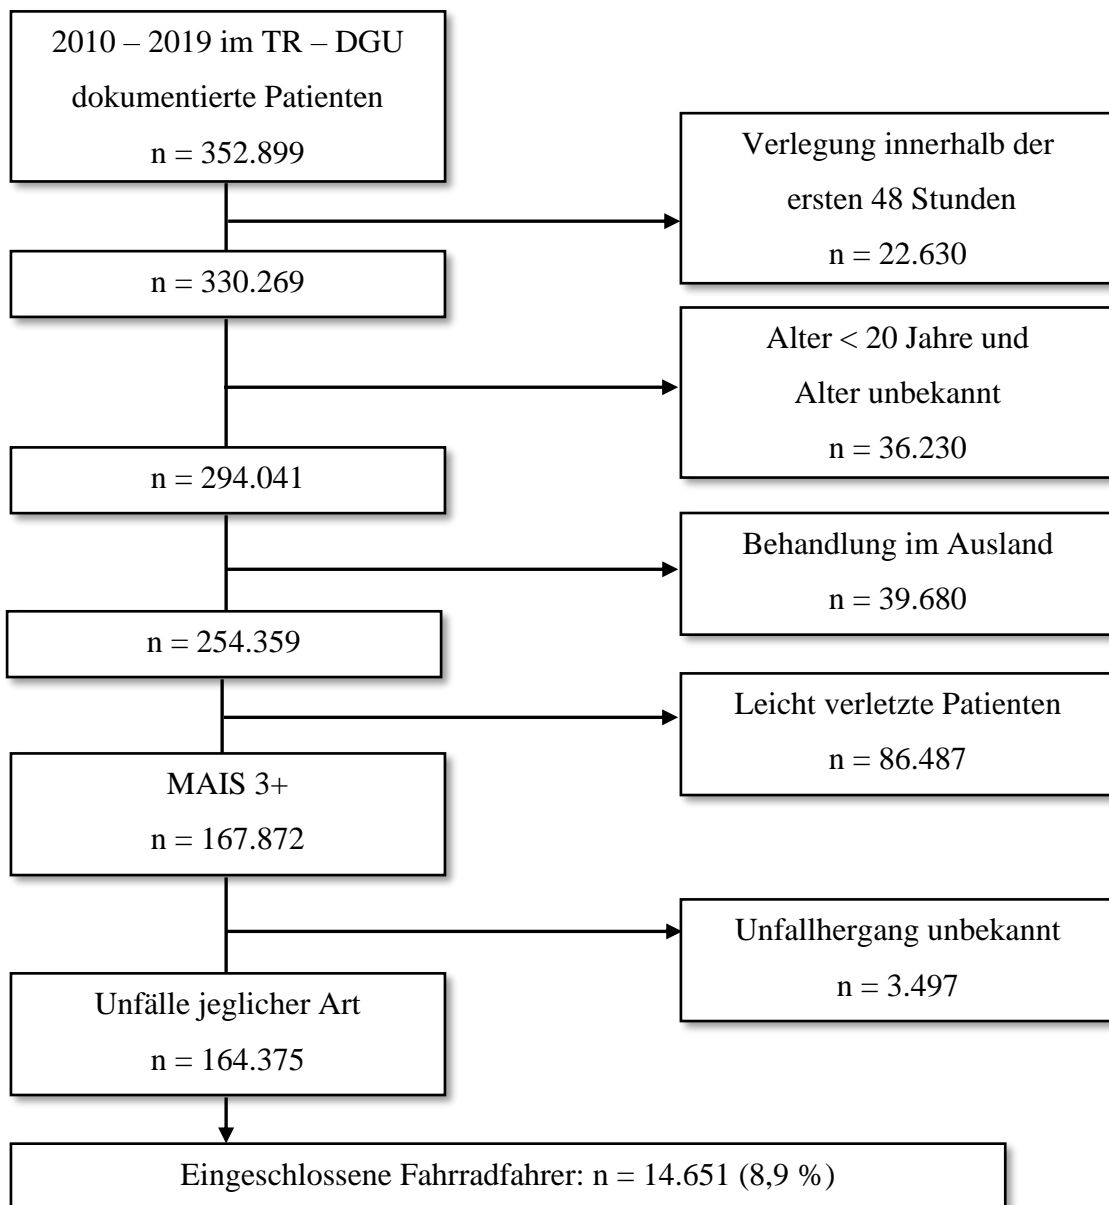 2010 – 2019 im TR – DGU
dokumentierte Patienten
n = 352.899
Verlegung innerhalb der
ersten 48 Stunden
n = 22.630
n = 330.269
Alter < 20 Jahre und
Alter unbekannt
n = 36.230
n = 294.041
Behandlung im Ausland
n = 39.680
n = 254.359
Leicht verletzte Patienten
n = 86.487
MAIS 3+
n = 167.872
Unfallhergang unbekannt
n = 3.497
Unfälle jeglicher Art
n = 164.375
Eingeschlossene Fahrradfahrer: n = 14.651 (8,9 %)